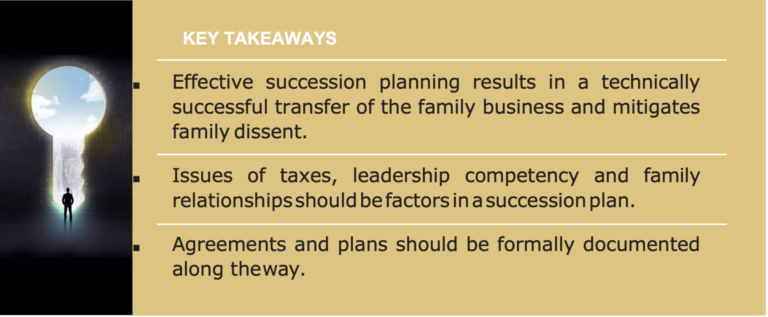 KEY TAKEAWAYS
▪ Effective succession planning results in a technically
successful transfer of the family business and mitigates
family dissent.
▪ Issues of taxes, leadership competency and family
relationships should be factors in a succession plan.
▪ Agreements and plans should be formally documented
along theway.